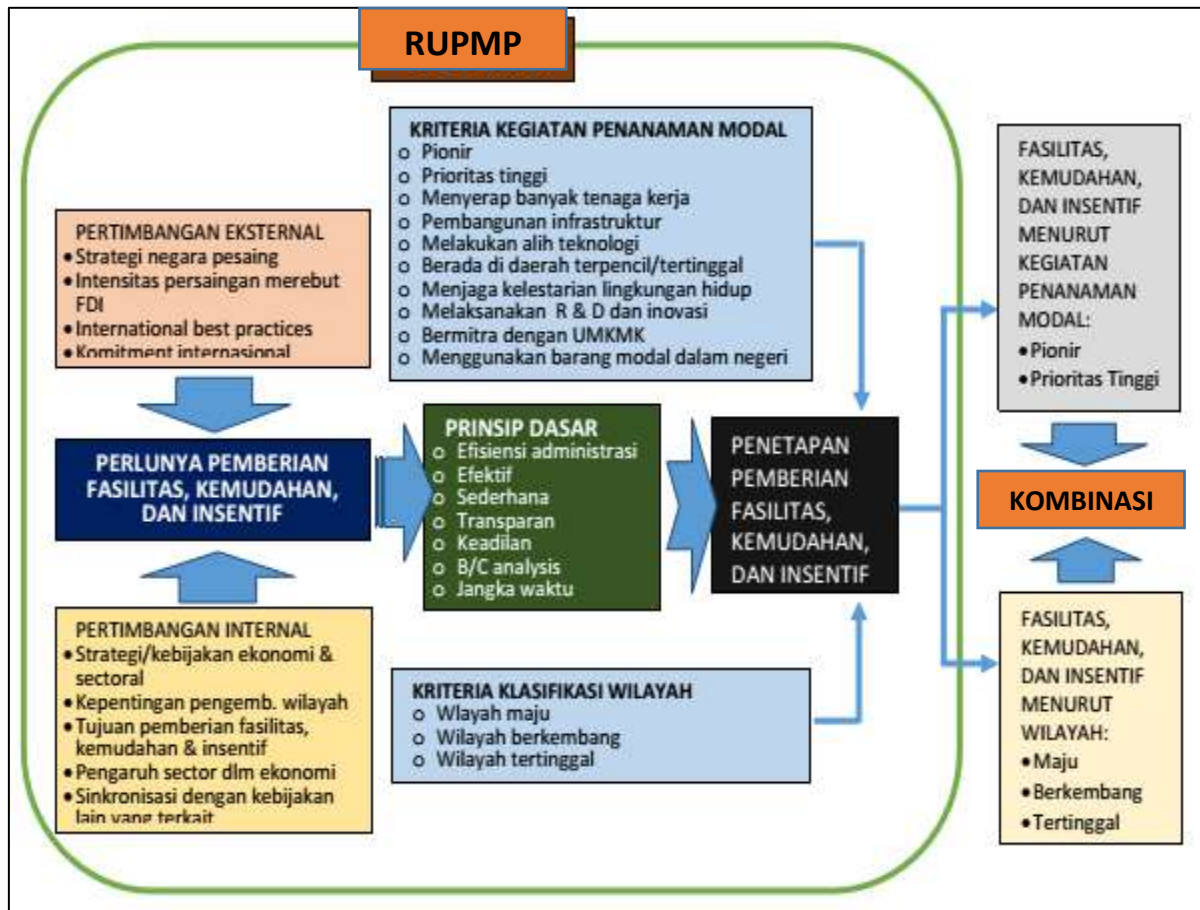 RUPMP
KRITERIA KEGIATAN PENANAMAN MODAL
o Pionir
o Prioritas tinggi
o Menyerap banyak tenaga kerja
o Pembangunan infrastruktur
o Melakukan alih teknologi
o Berada di daerah terpencil/tertinggal
o Menjaga kelestarian lingkungan hidup
o Melaksanakan R & D dan inovasi
o Bermitra dengan UMKMK
o Menggunakan barang modal dalam negeri
PERTIMBANGAN EKSTERNAL
• Strategi negara pesaing
• Intensitas persaingan merebut
FDI
• International best practices
• Komitment internasional
PERLUNYA PEMBERIAN
FASILITAS, KEMUDAHAN,
DAN INSENTIF
PERTIMBANGAN INTERNAL
• Strategi/kebijakan ekonomi &
sectoral
• Kepentingan pengemb. wilayah
• Tujuan pemberian fasilitas,
kemudahan & insentif
• Pengaruh sector dlm ekonomi
• Sinkronisasi dengan kebijakan
lain yang terkait
PRINSIP DASAR
o Efisiensi administrasi
o Efektif
o Sederhana
o Transparan
o Keadilan
o B/C analysis
o Jangka waktu
KRITERIA KLASIFIKASI WILAYAH
o Wlayah maju
o Wilayah berkembang
o Wilayah tertinggal
PENETAPAN
PEMBERIAN
FASILITAS,
KEMUDAHAN,
DAN INSENTIF
FASILITAS,
KEMUDAHAN,
DAN INSENTIF
MENURUT
KEGIATAN
PENANAMAN
MODAL:
• Pionir
• Prioritas Tinggi
KOMBINASI
FASILITAS,
KEMUDAHAN,
DAN INSENTIF
MENURUT
WILAYAH:
• Maju
• Berkembang
• Tertinggal